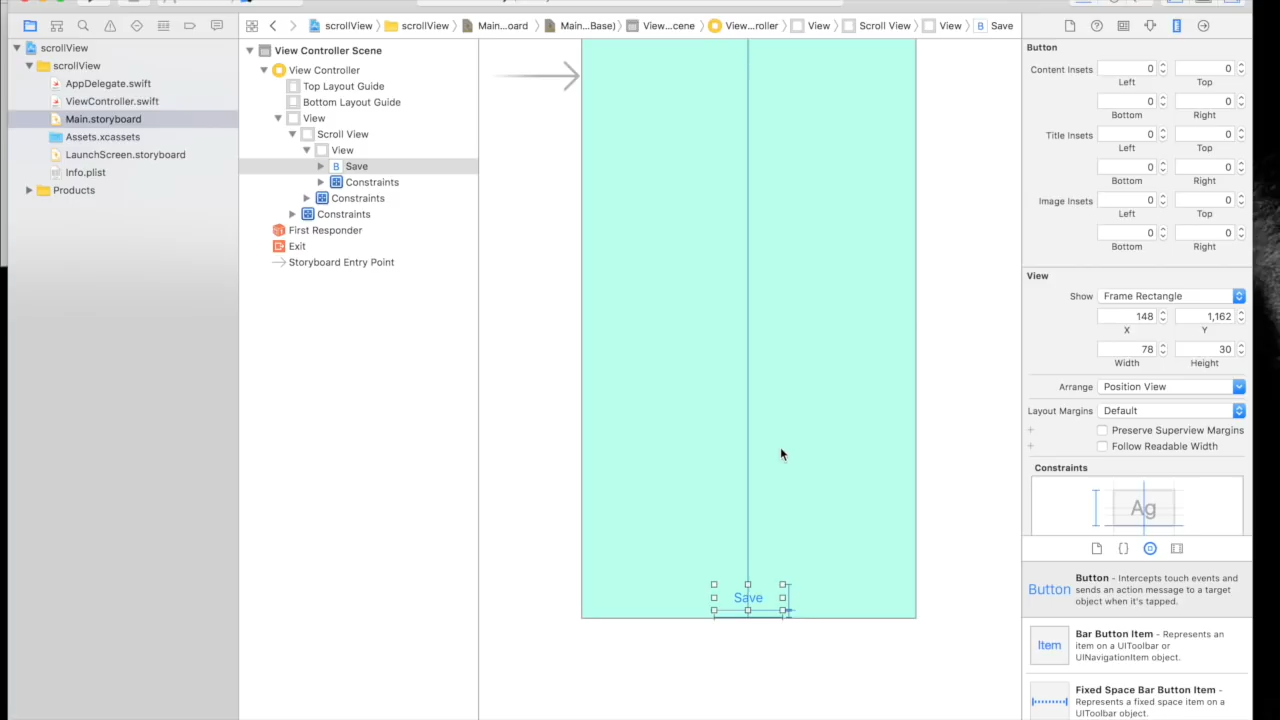 scrollView
scrollView
Main....oard
Main...Base)
View...cene
View...roller
View
Scroll View
View
B Save
scrollView
scrollView
AppDelegate.swift
ViewController.swift
Main.storyboard
Assets.xcassets
LaunchScreen.storyboard
Info.plist
Products
View Controller Scene
View Controller
Top Layout Guide
Bottom Layout Guide
View
Scroll View
View
B Save
Constraints
Constraints
Constraints
First Responder
Exit
Storyboard Entry Point
Save
Button
Content Insets 0 0
Left Top
0 0
Bottom Right
Title Insets 0 0
Left Top
0 0
Bottom Right
Image Insets 0 0
Left Top
0 0
Bottom Right
View
Show Frame Rectangle
148 1,162
X Y
78 30
Width Height
Arrange Position View
Layout Margins Default
Preserve Superview Margins
Follow Readable Width
Constraints
Ag
Button
Button - Intercepts touch events and
sends an action message to a target
object when it's tapped.
Item
Bar Button Item - Represents an
item on a UIToolbar or
UINavigationItem object.
Fixed Space Bar Button Item -
Represents a fixed space item on a
UIToolbar object.